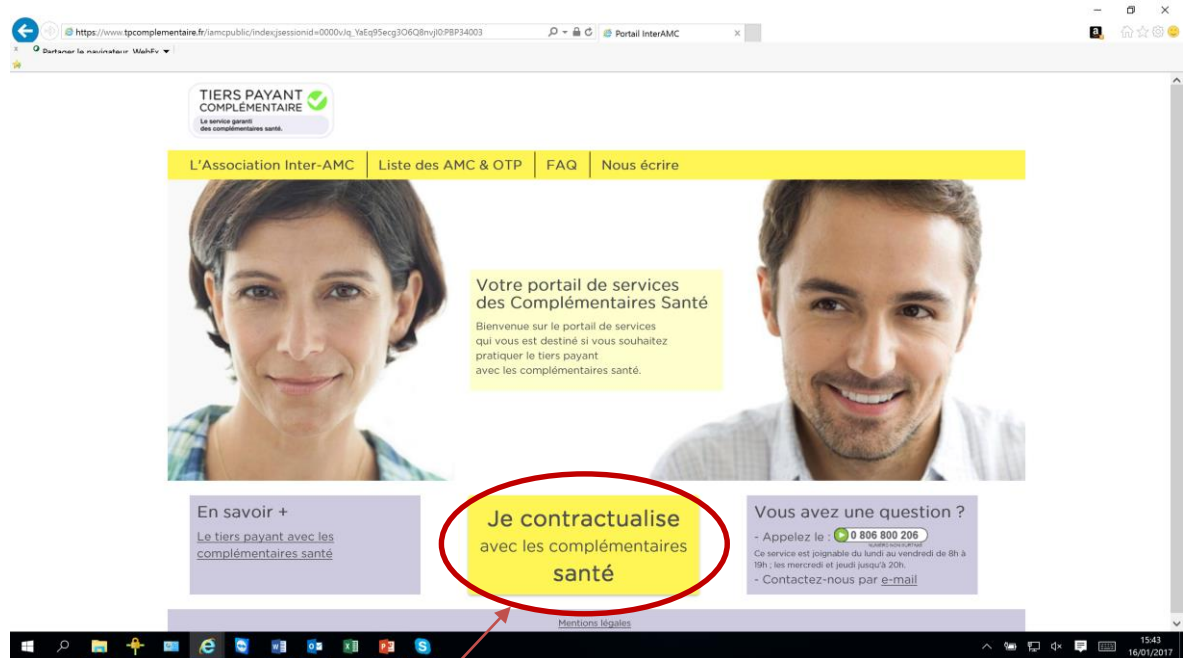 https://www.tpcomplementaire.fr/iamcpublic/index;jsessionid=0000vJq_YaEq95ecg3O6Q8nvjI0:PBP34003
Portail InterAMC
Partager le navigateur WebEx
TIERS PAYANT
COMPLÉMENTAIRE
Le service garanti
des complémentaires santé.
L'Association Inter-AMC
Liste des AMC & OTP
FAQ
Nous écrire
Votre portail de services
des Complémentaires Santé
Bienvenue sur le portail de services
qui vous est destiné si vous souhaitez
pratiquer le tiers payant
avec les complémentaires santé.
En savoir +
Le tiers payant avec les
complémentaires santé
Je contractualise
avec les complémentaires
santé
Vous avez une question ?
- Appelez le : 0 806 800 206
Ce service est joignable du lundi au vendredi de 8h à
19h ; les mercredi et jeudi jusqu'à 20h.
- Contactez-nous par e-mail
Mentions légales
15:43
16/01/2017